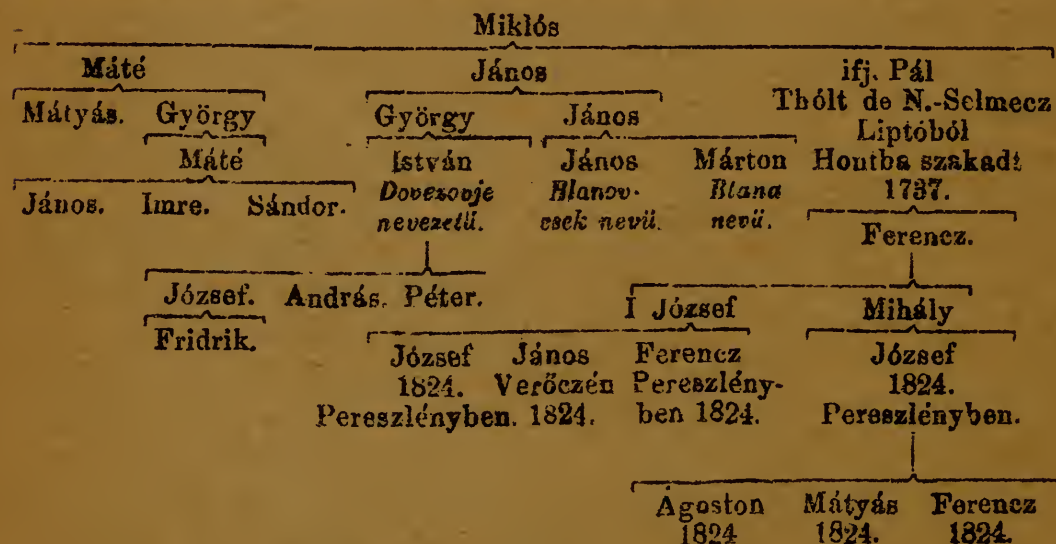 Miklós
Máté János ifj. Pál
Mátyás. György György János Thólt de N.-Selmecz
Liptóból
Máté István János Márton Hontba szakadt
János. Imre. Sándor. Dovezovje Blanov- Blana 1737.
nevezetű. csek nevü. nevü.
Ferencz.
József. András. Péter. I József Mihály
Fridrik.
József János Ferencz József
1824. Verőczén Pereszlény- 1824.
Pereszlényben. 1824. ben 1824. Pereszlényben.
Ágoston Mátyás Ferencz
1824 1824. 1824.